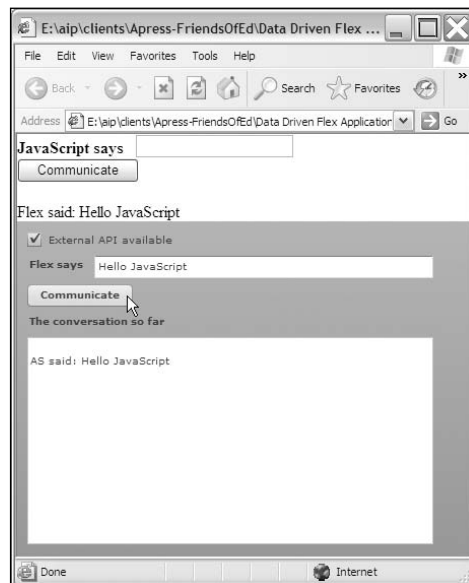 E:\aip\clients\Apress-FriendsOfEd\Data Driven Flex ...
File Edit View Favorites Tools Help
Back Search Favorites »
Address E:\aip\clients\Apress-FriendsOfEd\Data Driven Flex Application Go
JavaScript says
Communicate
Flex said: Hello JavaScript
External API available
Flex says Hello JavaScript
Communicate
The conversation so far
AS said: Hello JavaScript
Done Internet